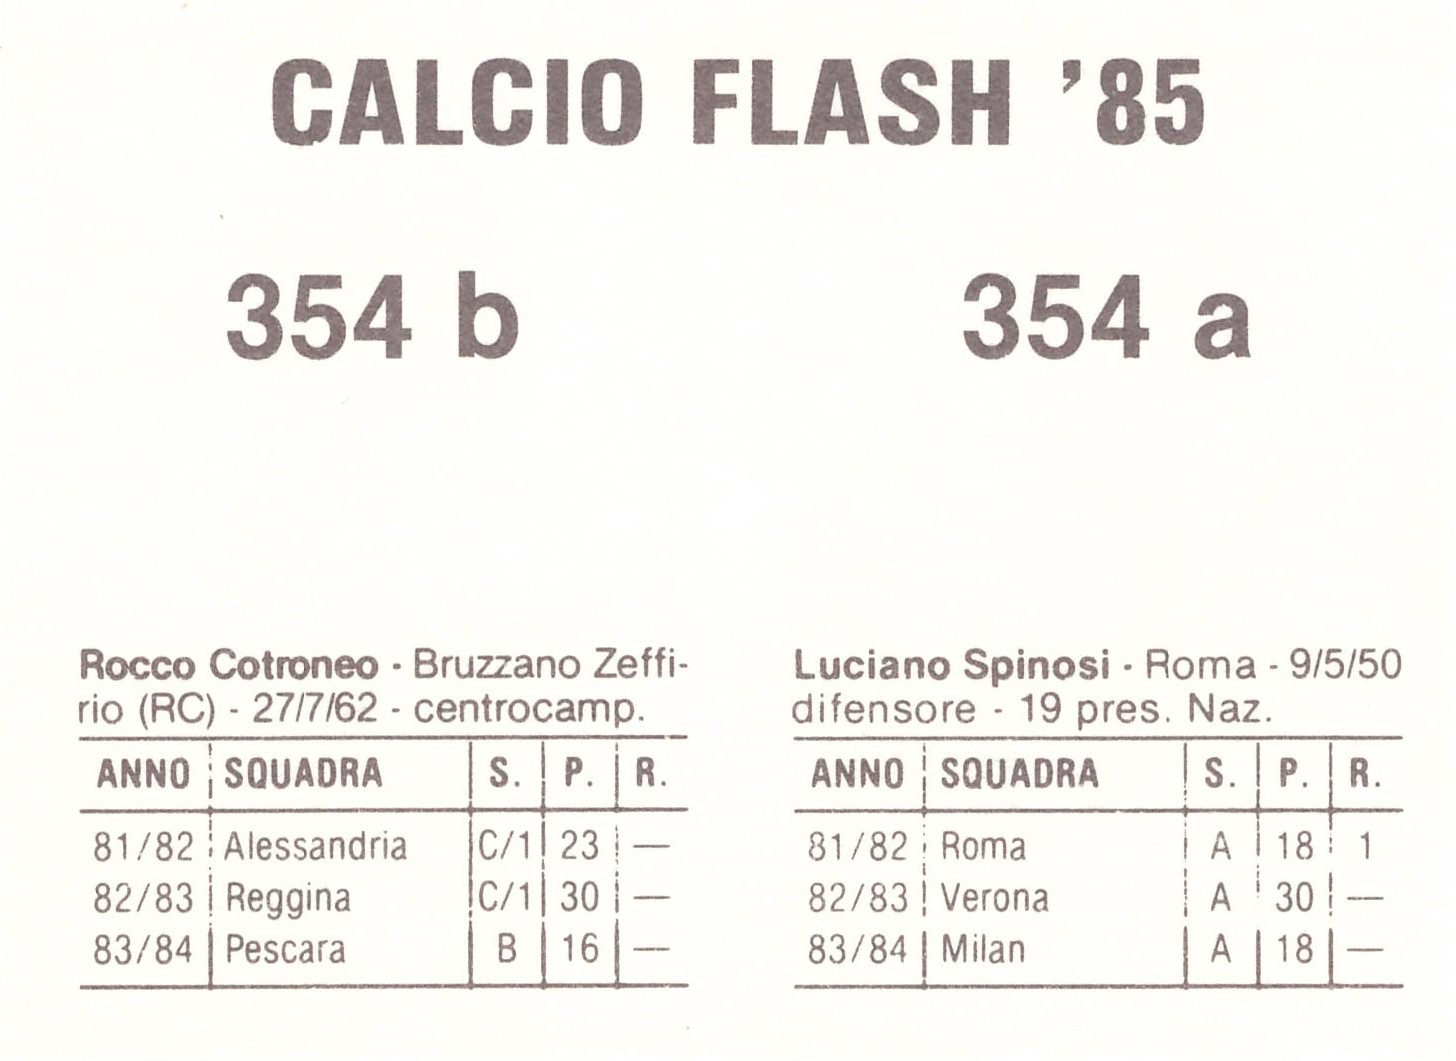 CALCIO FLASH '85
354 b
354 a
Rocco Cotroneo - Bruzzano Zeffi-
rio (RC) - 27/7/62 - centrocamp.
ANNO SQUADRA S. P. R.
81/82 Alessandria C/1 23 —
82/83 Reggina C/1 30 —
83/84 Pescara B 16 —
Luciano Spinosi - Roma - 9/5/50
difensore - 19 pres. Naz.
ANNO SQUADRA S. P. R.
81/82 Roma A 18 1
82/83 Verona A 30 —
83/84 Milan A 18 —